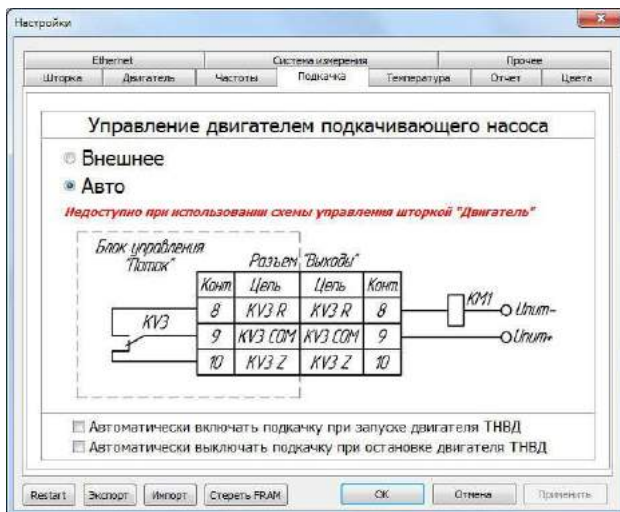 Настройки
Ethernet Система измерения Прочее
Шторка Двигатель Частоты Подкачка Температура Отчет Цвета
Управление двигателем подкачивающего насоса
Внешнее
Авто
Недоступно при использовании схемы управления шторкой "Двигатель"
Блок управления
"Поток"
Разъем "Выходы"
Конт. Цепь Цепь Конт.
8 KV3 R KV3 R 8
KM1
Uпит-
KV3
9 KV3 COM KV3 COM 9
Uпит+
10 KV3 Z KV3 Z 10
Автоматически включать подкачку при запуске двигателя ТНВД
Автоматически выключать подкачку при остановке двигателя ТНВД
Restart Экспорт Импорт Стереть FRAM ОК Отмена Применить